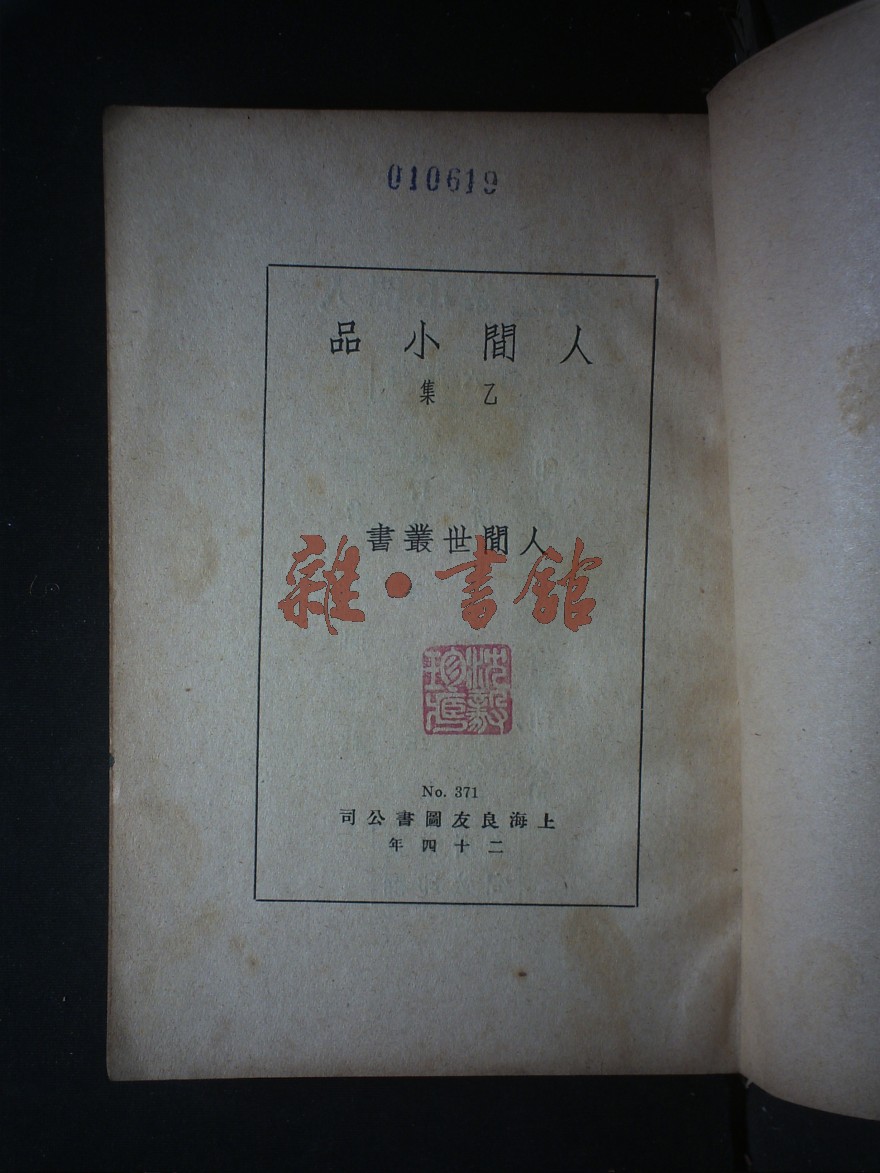 010619
人間小品
乙集
人間世叢書
雜·書館
No. 371
上海良友圖書公司
二十四年